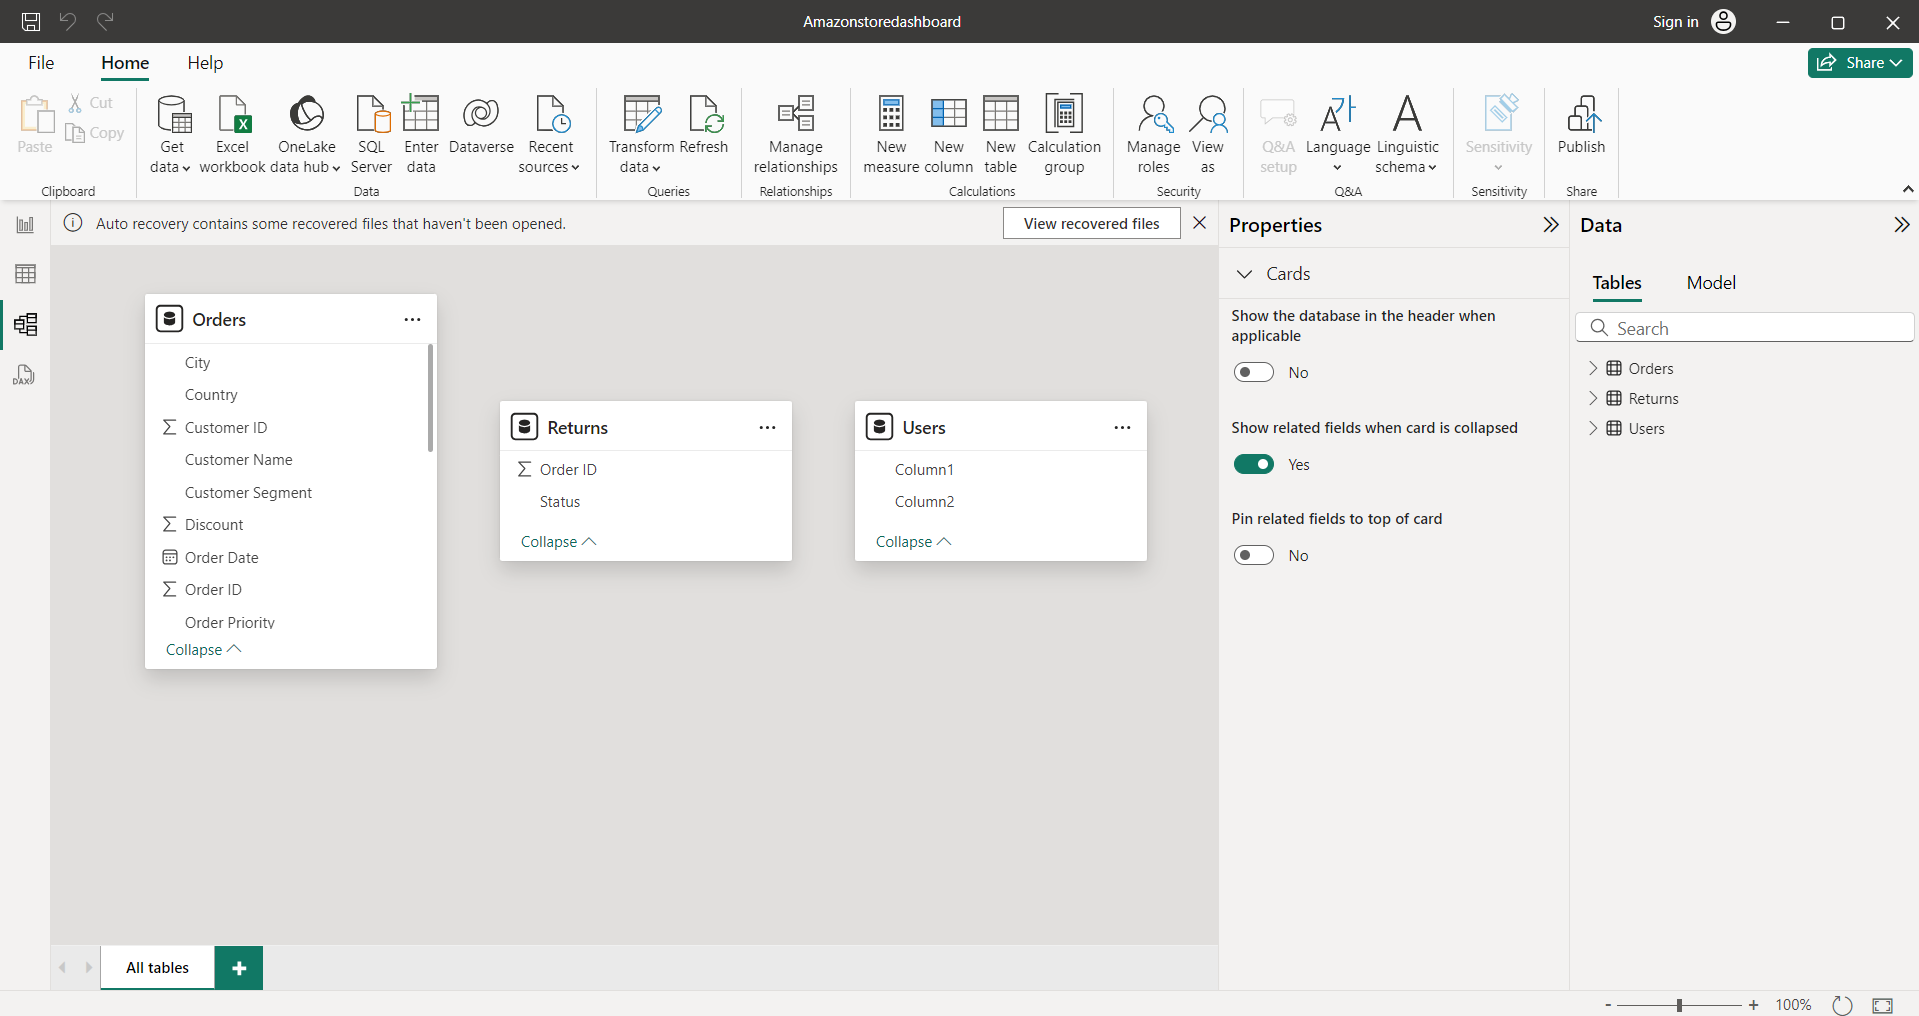 Amazonstoredashboard
Sign in
File Home Help
Share
Paste
Cut
Copy
Clipboard
Get data
Excel workbook
OneLake data hub
SQL Server
Enter data
Dataverse
Recent sources
Data
Transform data
Refresh
Queries
Manage relationships
Relationships
New measure
New column
New table
Calculation group
Calculations
Manage roles
View as
Security
Q&A setup
Language
Linguistic schema
Q&A
Sensitivity
Sensitivity
Publish
Share
DAX
Auto recovery contains some recovered files that haven't been opened.
View recovered files
Orders
City
Country
Customer ID
Customer Name
Customer Segment
Discount
Order Date
Order ID
Order Priority
Collapse
Returns
Order ID
Status
Collapse
Users
Column1
Column2
Collapse
Properties
Cards
Show the database in the header when
applicable
No
Show related fields when card is collapsed
Yes
Pin related fields to top of card
No
Data
Tables Model
Search
Orders
Returns
Users
All tables
+
- + 100%